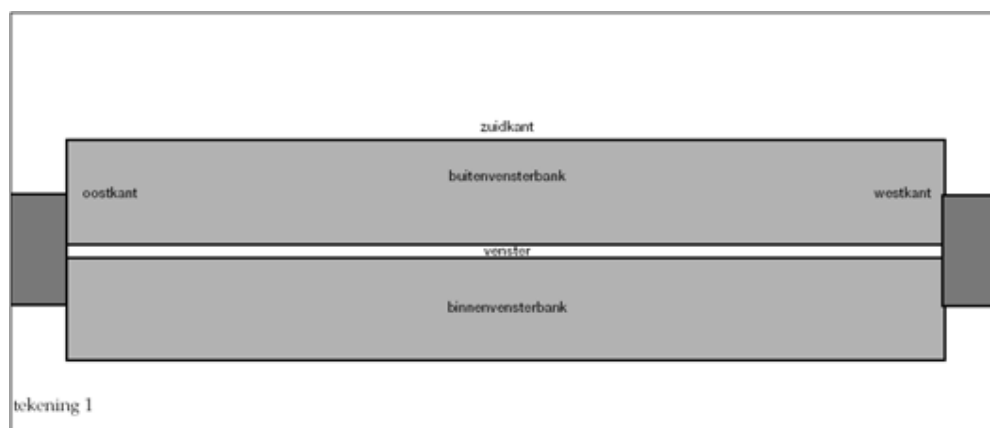 zuidkant
buitenvensterbank
oostkant
westkant
venster
binnenvensterbank
tekening 1